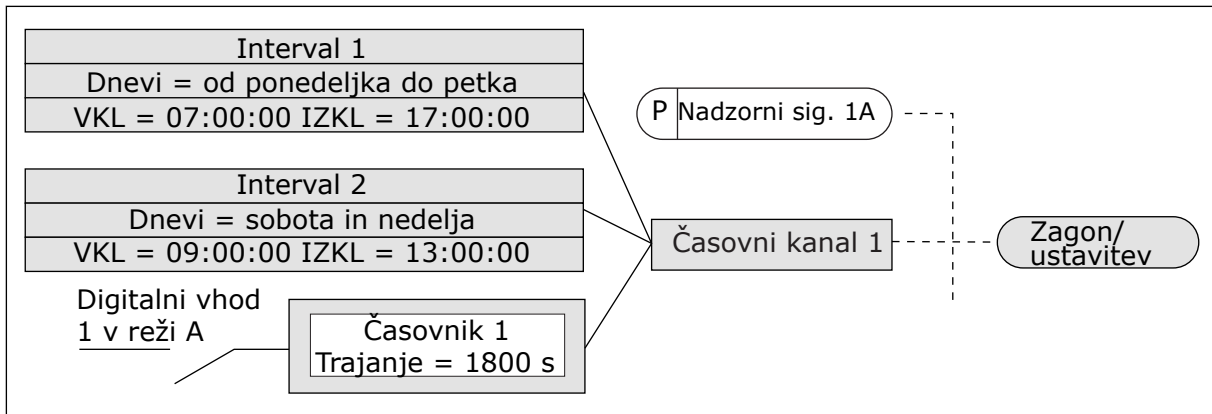 Interval 1
Dnevi = od ponedeljka do petka
VKL = 07:00:00 IZKL = 17:00:00
P Nadzorni sig. 1A
Interval 2
Dnevi = sobota in nedelja
VKL = 09:00:00 IZKL = 13:00:00
Časovni kanal 1
Zagon/
ustavitev
Digitalni vhod
1 v reži A
Časovnik 1
Trajanje = 1800 s